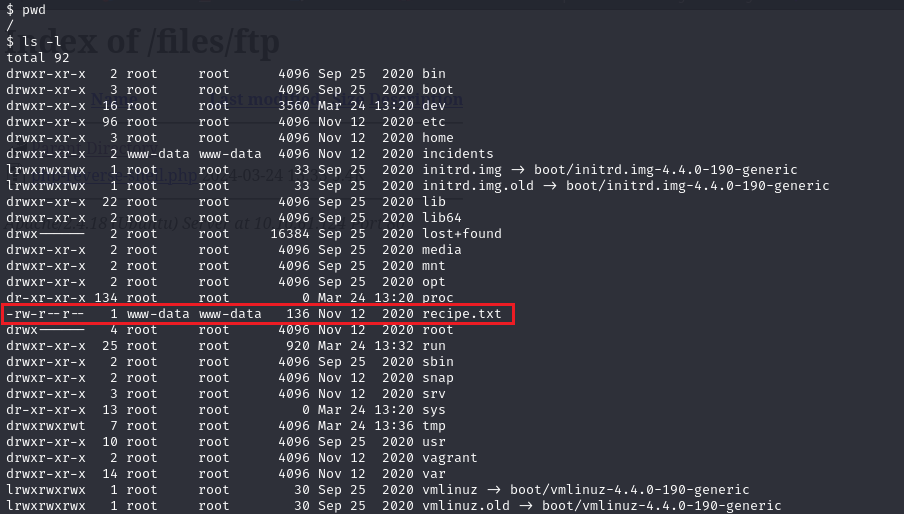 $ pwd
/
$ ls -l
Index of /files/ftp
total 92
drwxr-xr-x   2 root     root      4096 Sep 25  2020 bin
drwxr-xr-x   3 root     root      4096 Nov 12  2020 boot
drwxr-xr-x  16 root     root      3560 Mar 24 13:20 dev
drwxr-xr-x  96 root     root      4096 Nov 12  2020 etc
drwxr-xr-x   3 root     root      4096 Nov 12  2020 home
drwxr-xr-x   2 www-data www-data  4096 Nov 12  2020 incidents
lrwxrwxrwx   1 root     root        33 Sep 25  2020 initrd.img -> boot/initrd.img-4.4.0-190-generic
lrwxrwxrwx   1 root     root        33 Sep 25  2020 initrd.img.old -> boot/initrd.img-4.4.0-190-generic
drwxr-xr-x  22 root     root      4096 Nov 12  2020 lib
drwxr-xr-x   2 root     root      4096 Sep 25  2020 lib64
drwx------   2 root     root     16384 Sep 25  2020 lost+found
drwxr-xr-x   2 root     root      4096 Sep 25  2020 media
drwxr-xr-x   2 root     root      4096 Sep 25  2020 mnt
drwxr-xr-x   2 root     root      4096 Sep 25  2020 opt
dr-xr-xr-x 134 root     root         0 Mar 24 13:20 proc
-rw-r--r--   1 www-data www-data   136 Nov 12  2020 recipe.txt
drwx------   4 root     root      4096 Nov 12  2020 root
drwxr-xr-x  25 root     root       920 Mar 24 13:32 run
drwxr-xr-x   2 root     root      4096 Sep 25  2020 sbin
drwxr-xr-x   2 root     root      4096 Nov 12  2020 snap
drwxr-xr-x   3 root     root      4096 Nov 12  2020 srv
dr-xr-xr-x  13 root     root         0 Mar 24 13:20 sys
drwxrwxrwt   7 root     root      4096 Mar 24 13:36 tmp
drwxr-xr-x  10 root     root      4096 Sep 25  2020 usr
drwxr-xr-x   2 root     root      4096 Nov 12  2020 vagrant
drwxr-xr-x  14 root     root      4096 Nov 12  2020 var
lrwxrwxrwx   1 root     root        30 Sep 25  2020 vmlinuz -> boot/vmlinuz-4.4.0-190-generic
lrwxrwxrwx   1 root     root        30 Sep 25  2020 vmlinuz.old -> boot/vmlinuz-4.4.0-190-generic